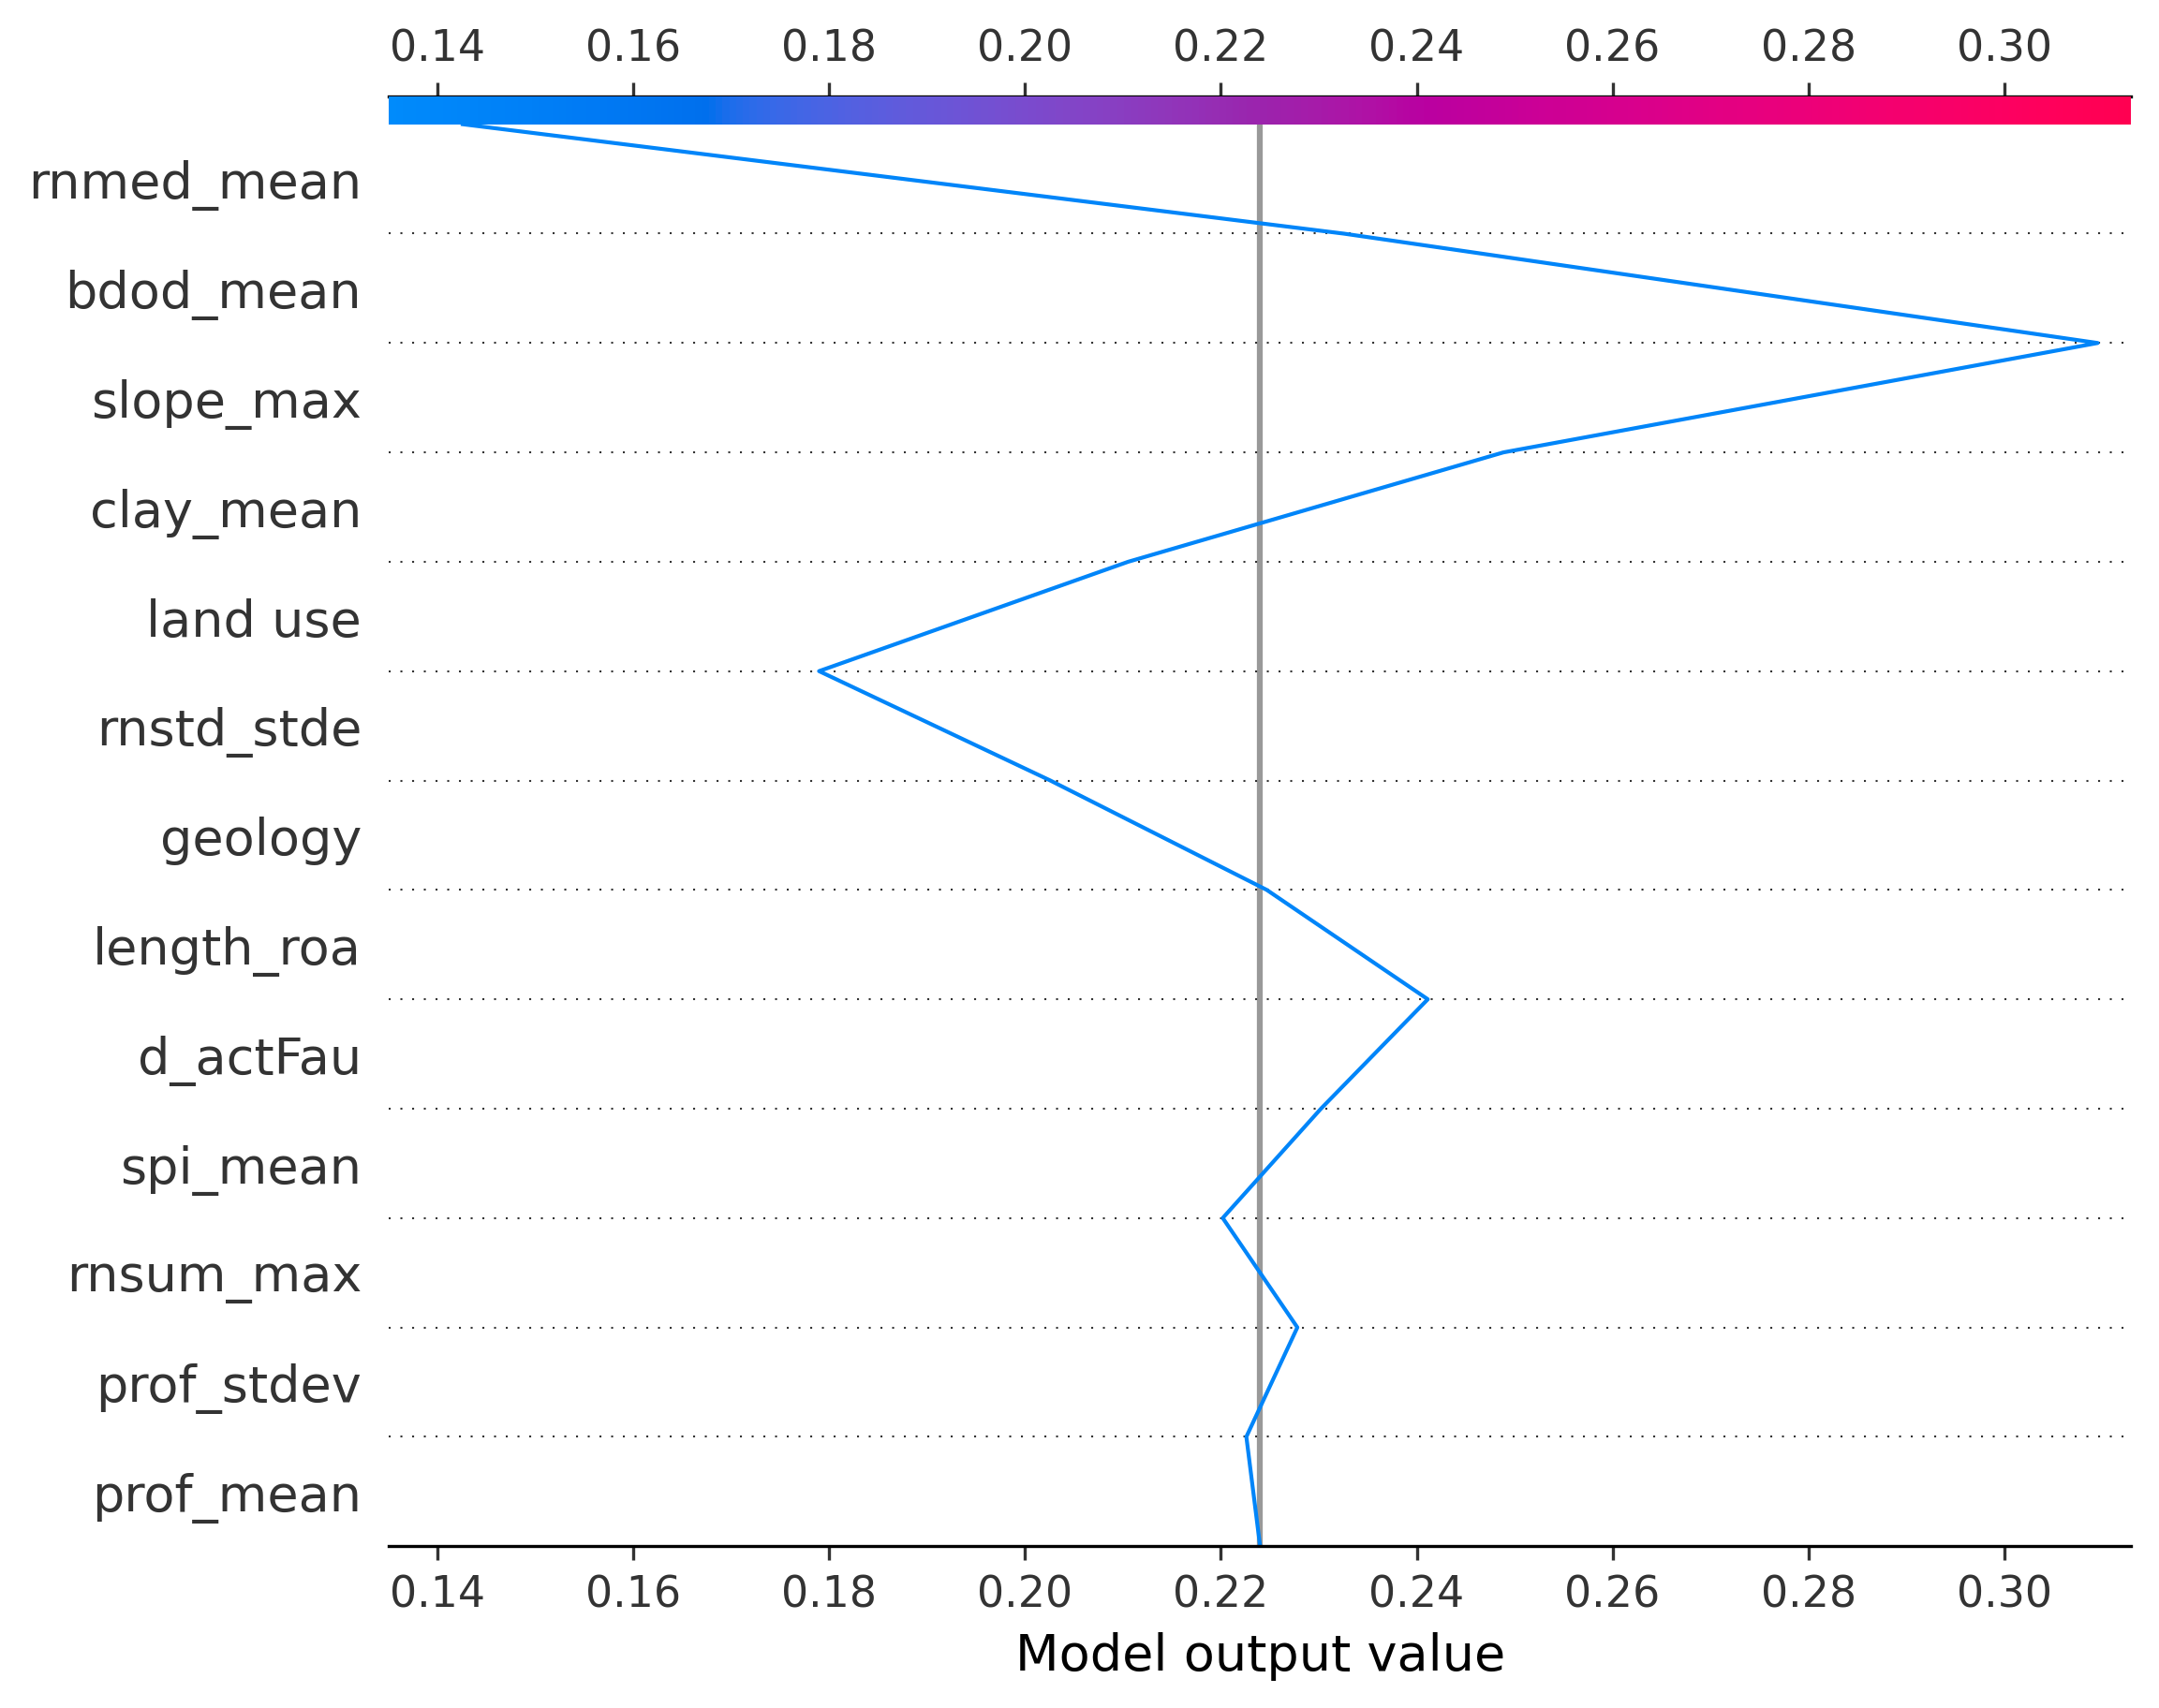 0.14 0.16 0.18 0.20 0.22 0.24 0.26 0.28 0.30
rnmed_mean
bdod_mean
slope_max
clay_mean
land use
rnstd_stde
geology
length_roa
d_actFau
spi_mean
rnsum_max
prof_stdev
prof_mean
0.14 0.16 0.18 0.20 0.22 0.24 0.26 0.28 0.30
Model output value